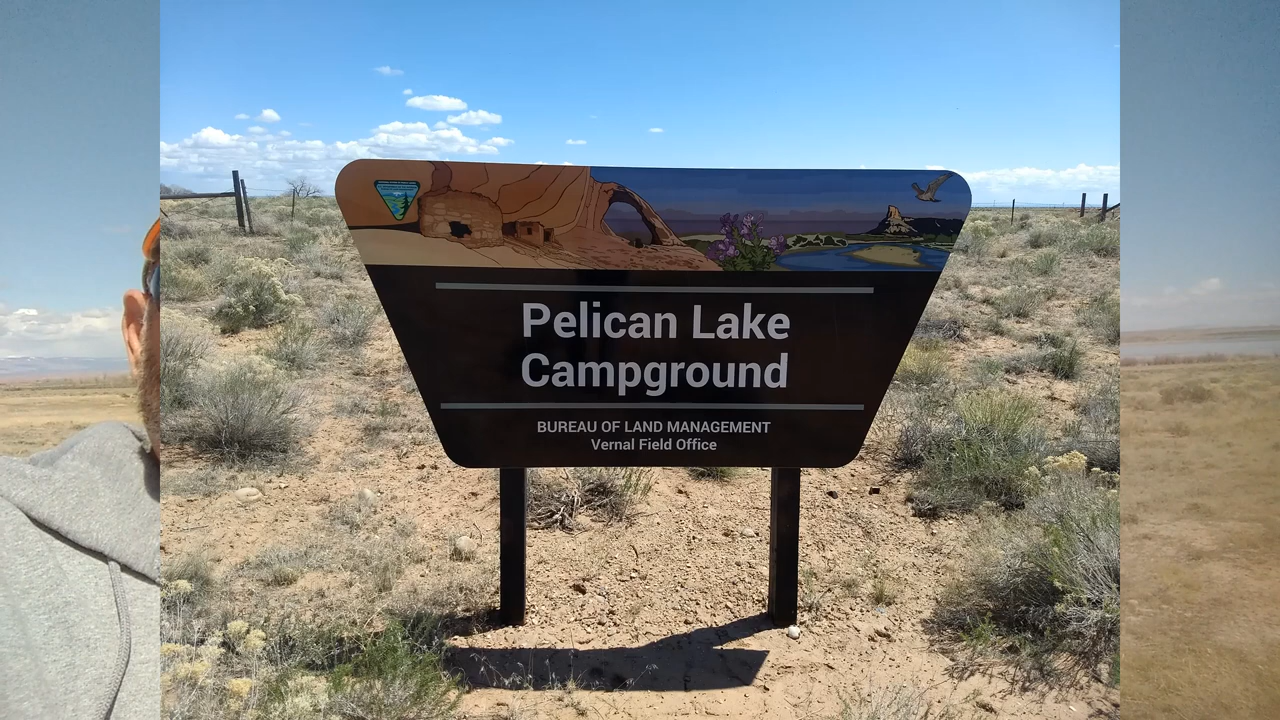 Pelican Lake
Campground
BUREAU OF LAND MANAGEMENT
Vernal Field Office